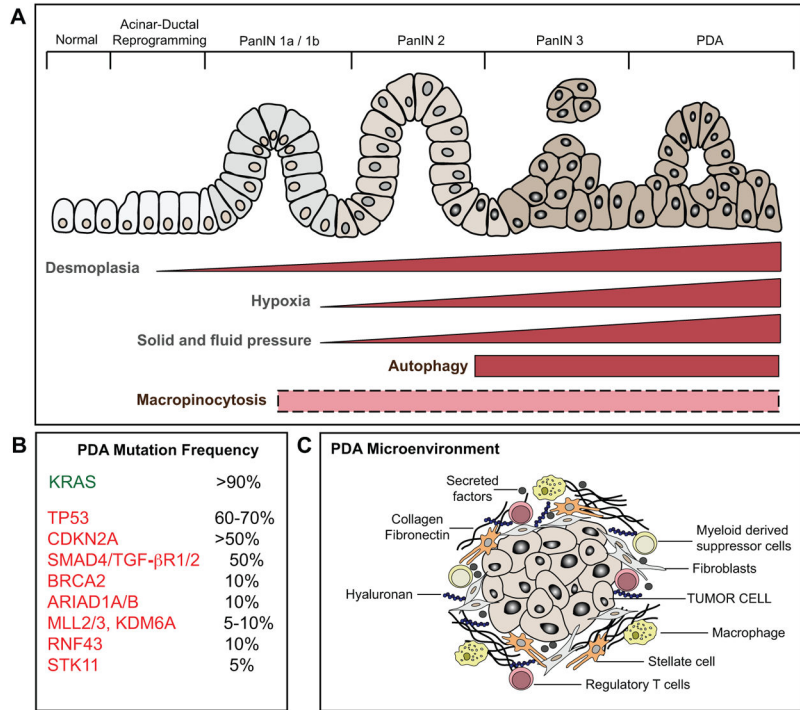 A
Normal
Acinar-Ductal
Reprogramming
PanIN 1a / 1b
PanIN 2
PanIN 3
PDA
Desmoplasia
Hypoxia
Solid and fluid pressure
Autophagy
Macropinocytosis
B
PDA Mutation Frequency
KRAS >90%
TP53 60-70%
CDKN2A >50%
SMAD4/TGF-βR1/2 50%
BRCA2 10%
ARIAD1A/B 10%
MLL2/3, KDM6A 5-10%
RNF43 10%
STK11 5%
C
PDA Microenvironment
Secreted
factors
Collagen
Fibronectin
Hyaluronan
Myeloid derived
suppressor cells
Fibroblasts
TUMOR CELL
Macrophage
Stellate cell
Regulatory T cells